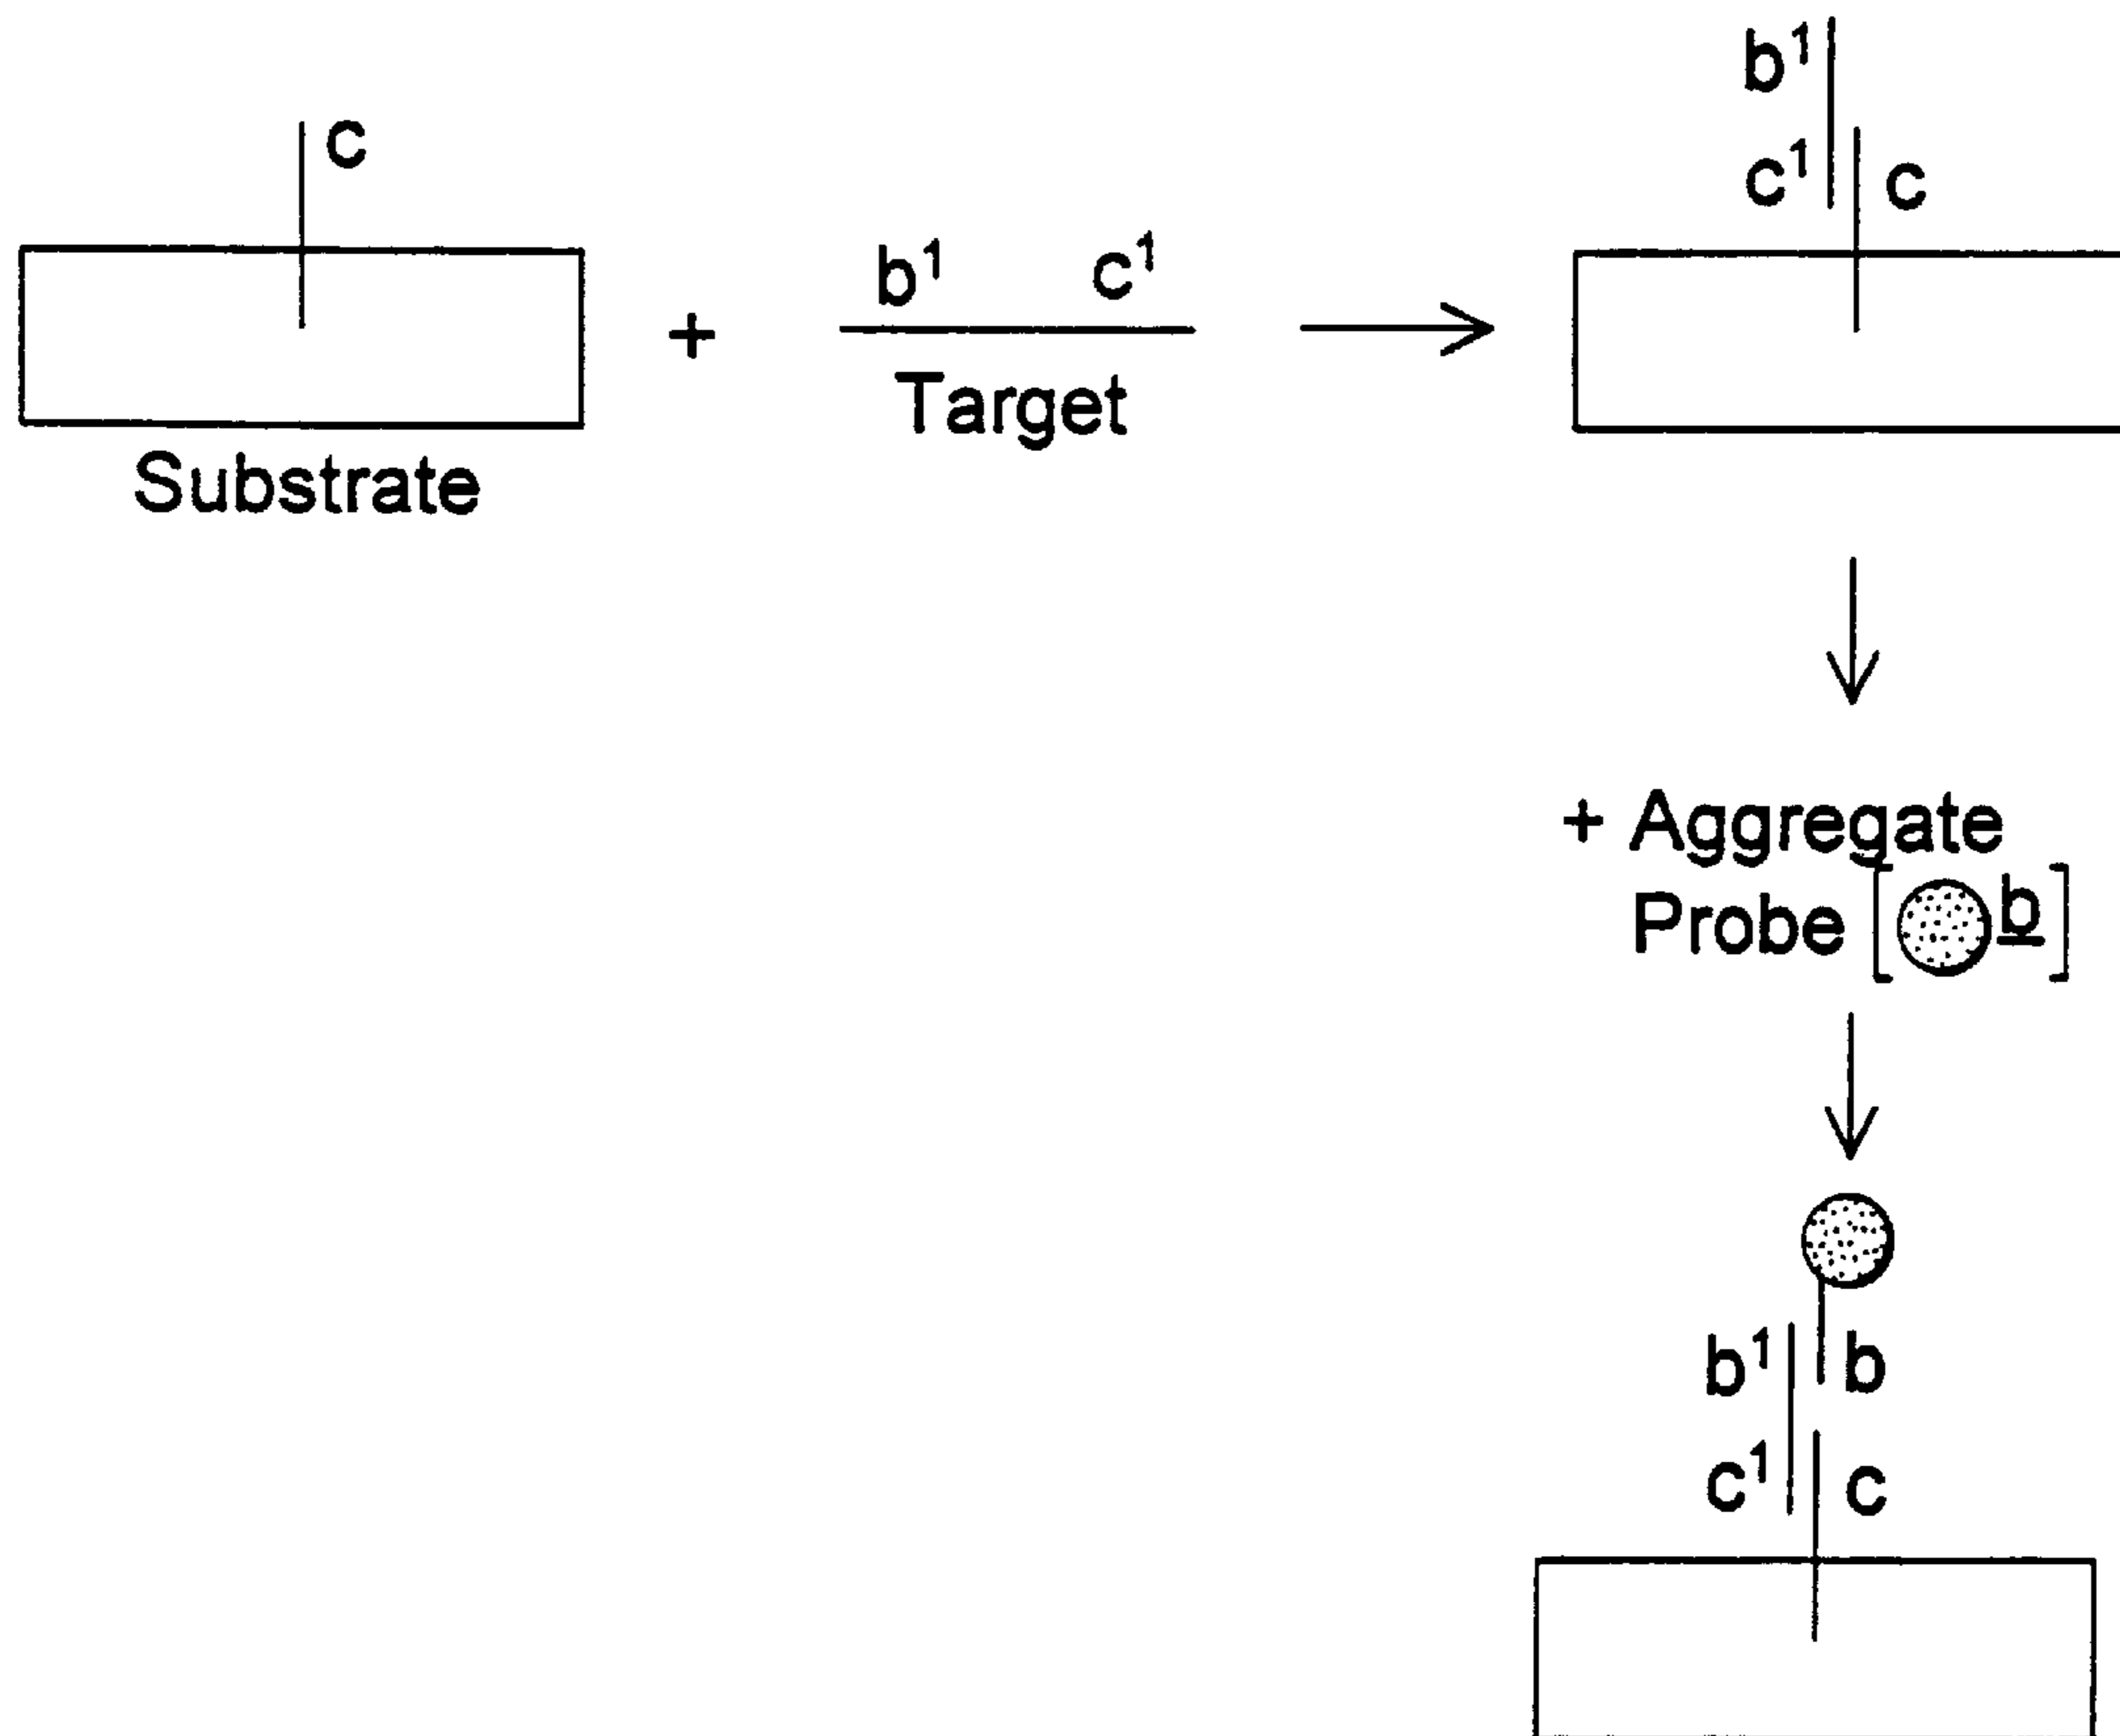 c
Substrate
+
b¹ c¹
Target
b¹
c¹ c
+ Aggregate
Probe [b]
b¹ b
c¹ c